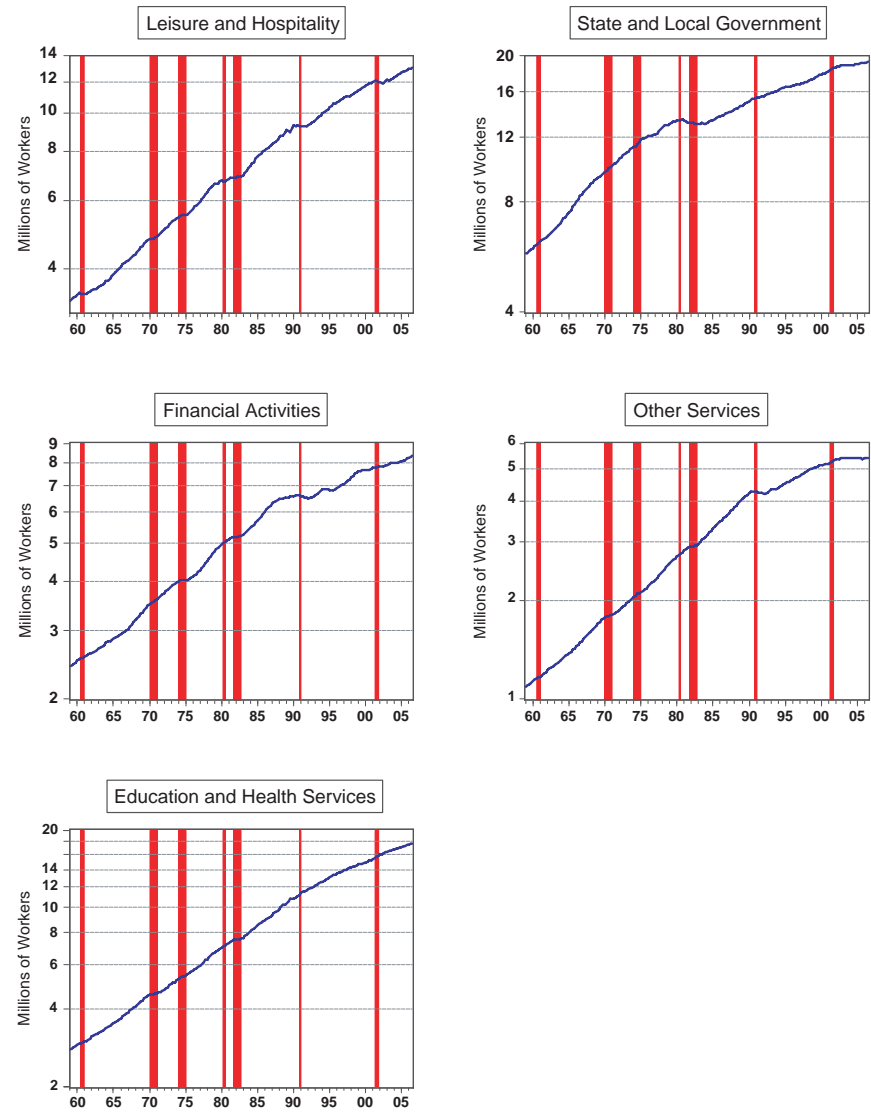 Leisure and Hospitality
Millions of Workers
14
12
10
8
6
4
60 65 70 75 80 85 90 95 00 05
State and Local Government
Millions of Workers
20
16
12
8
4
60 65 70 75 80 85 90 95 00 05
Financial Activities
Millions of Workers
9
8
7
6
5
4
3
2
60 65 70 75 80 85 90 95 00 05
Other Services
Millions of Workers
6
5
4
3
2
1
60 65 70 75 80 85 90 95 00 05
Education and Health Services
Millions of Workers
20
14
12
10
8
6
4
2
60 65 70 75 80 85 90 95 00 05